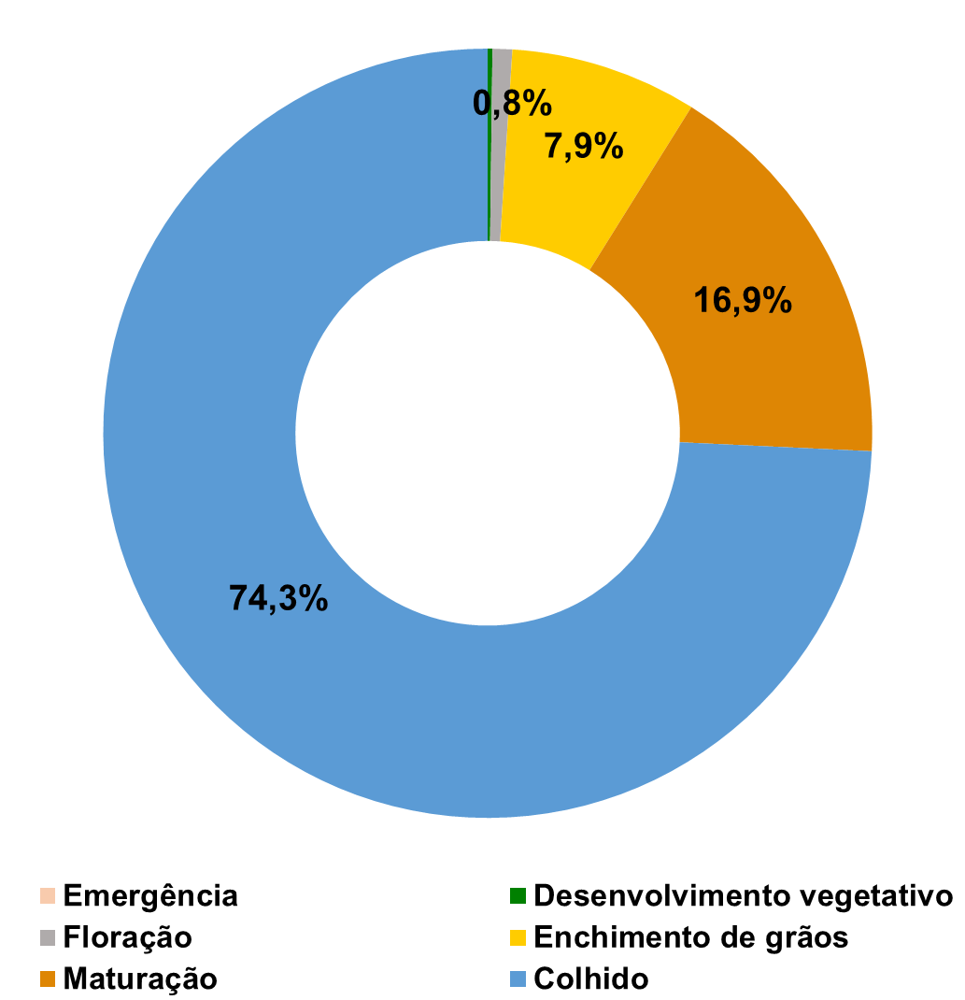 0,8%
7,9%
16,9%
74,3%
Emergência
Desenvolvimento vegetativo
Floração
Enchimento de grãos
Maturação
Colhido